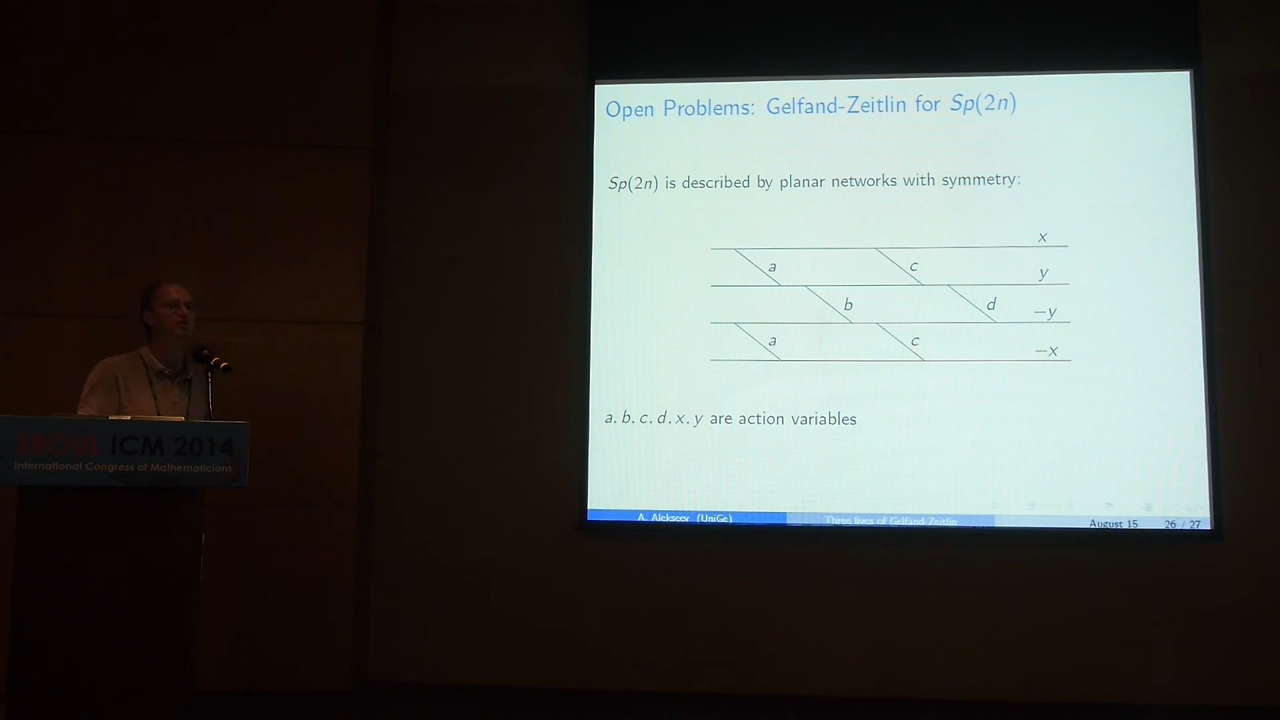 Open Problems: Gelfand-Zeitlin for Sp(2n)
Sp(2n) is described by planar networks with symmetry:
x
a c
y
b d
−y
a c
−x
a, b, c, d, x, y are action variables
A. Alekseev (UniGe) Three lives of Gelfand-Zeitlin August 15 26 / 27
SEOUL ICM 2014
International Congress of Mathematicians